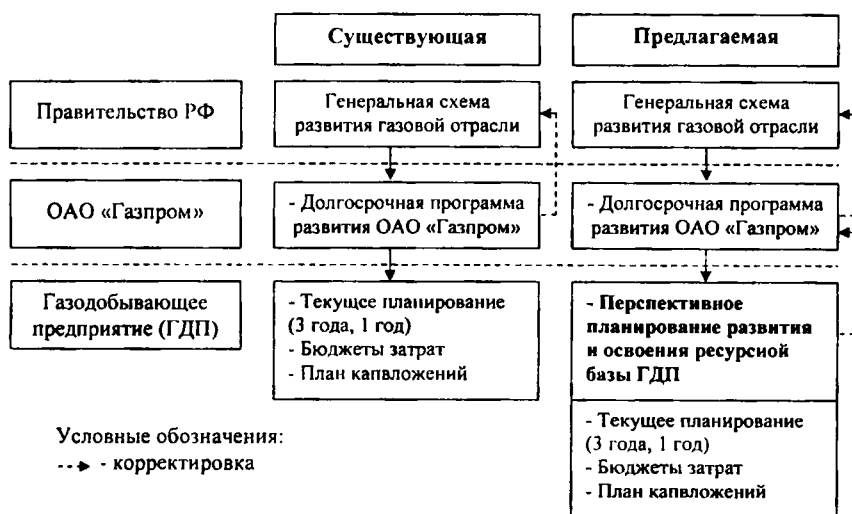 Существующая
Предлагаемая
Правительство РФ
Генеральная схема
развития газовой отрасли
Генеральная схема
развития газовой отрасли
ОАО «Газпром»
- Долгосрочная программа
развития ОАО «Газпром»
- Долгосрочная программа
развития ОАО «Газпром»
Газодобывающее
предприятие (ГДП)
- Текущее планирование
(3 года, 1 год)
- Бюджеты затрат
- План капвложений
- Перспективное
планирование развития
и освоения ресурсной
базы ГДП
- Текущее планирование
(3 года, 1 год)
- Бюджеты затрат
- План капвложений
Условные обозначения:
- корректировка